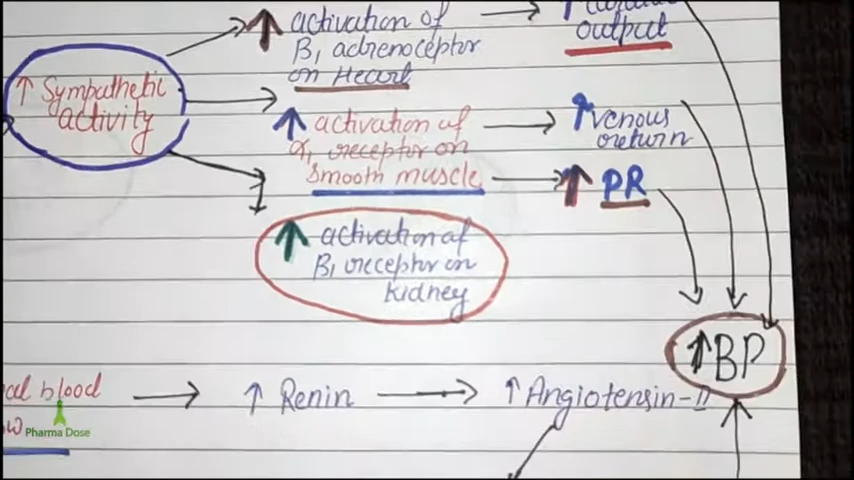 ↑ activation of
β₁ adrenoceptor
on Heart
output
↑ Sympathetic
activity
↑ activation of
α₁ receptor on
smooth muscle
↑ venous
return
↑ PR
↑ activation of
β₁ receptor on
kidney
↑ BP
blood
→ ↑ Renin → ↑ Angiotensin-II
Pharma Dose